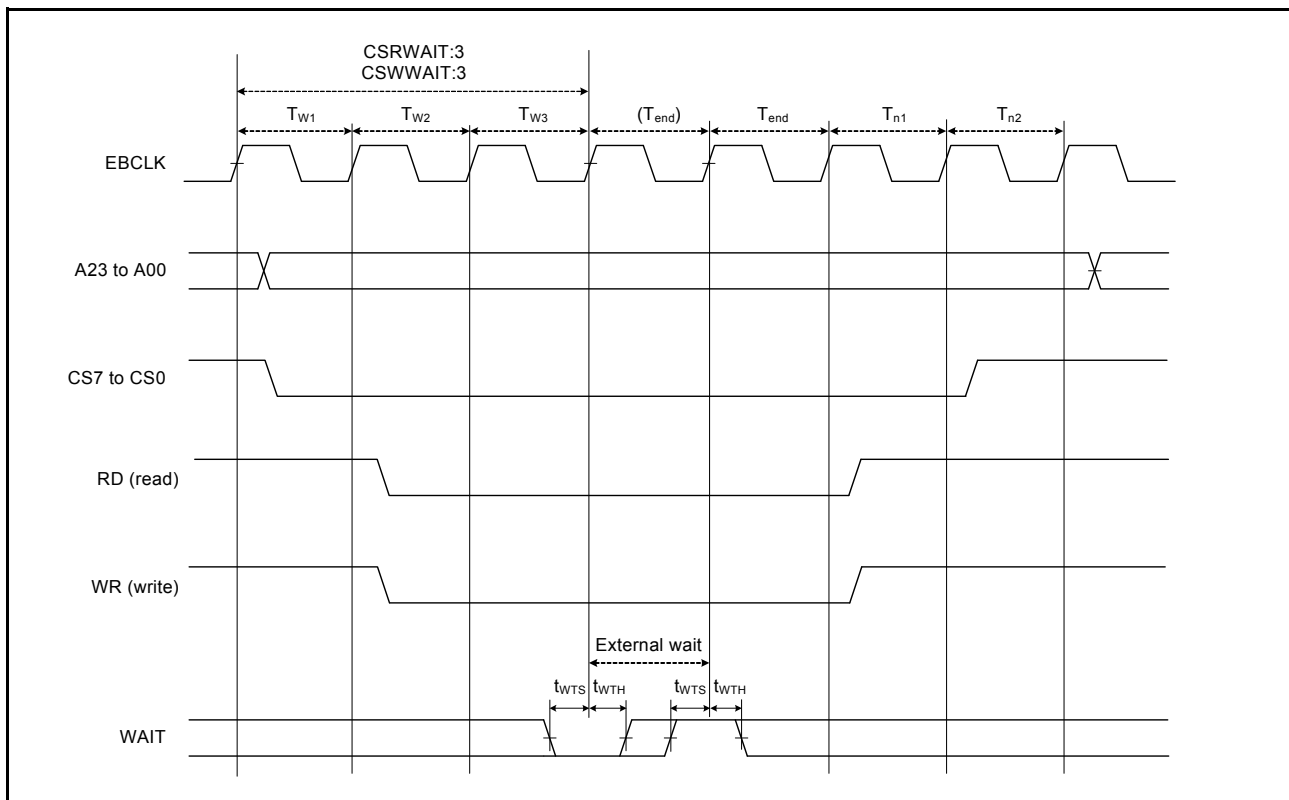 CSRWAIT:3
CSWWAIT:3
TW1 TW2 TW3 (Tend) Tend Tn1 Tn2
EBCLK
A23 to A00
CS7 to CS0
RD (read)
WR (write)
External wait
tWTS tWTH tWTS tWTH
WAIT